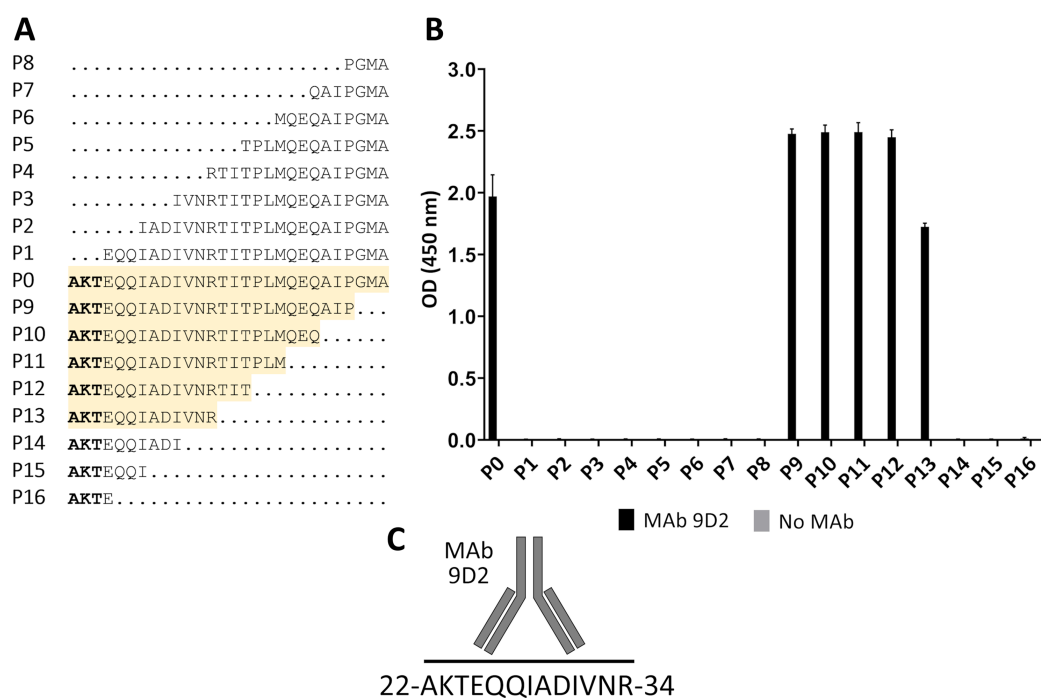 A
P8 ........................PGMA
P7 .....................QAIPGMA
P6 ..................MQEQAIPGMA
P5 ...............TPLMQEQAIPGMA
P4 ............RTITPLMQEQAIPGMA
P3 .........IVNRTITPLMQEQAIPGMA
P2 ......IADIVNRTITPLMQEQAIPGMA
P1 ...EQQIADIVNRTITPLMQEQAIPGMA
P0 AKTEQQIADIVNRTITPLMQEQAIPGMA
P9 AKTEQQIADIVNRTITPLMQEQAIP...
P10 AKTEQQIADIVNRTITPLMQEQ......
P11 AKTEQQIADIVNRTITPLM.........
P12 AKTEQQIADIVNRTIT............
P13 AKTEQQIADIVNR...............
P14 AKTEQQIADI..................
P15 AKTEQQI.....................
P16 AKTE........................
B
OD (450 nm)
3.0
2.5
2.0
1.5
1.0
0.5
0.0
P0 P1 P2 P3 P4 P5 P6 P7 P8 P9 P10 P11 P12 P13 P14 P15 P16
MAb 9D2 No MAb
C
MAb
9D2
22-AKTEQQIADIVNR-34